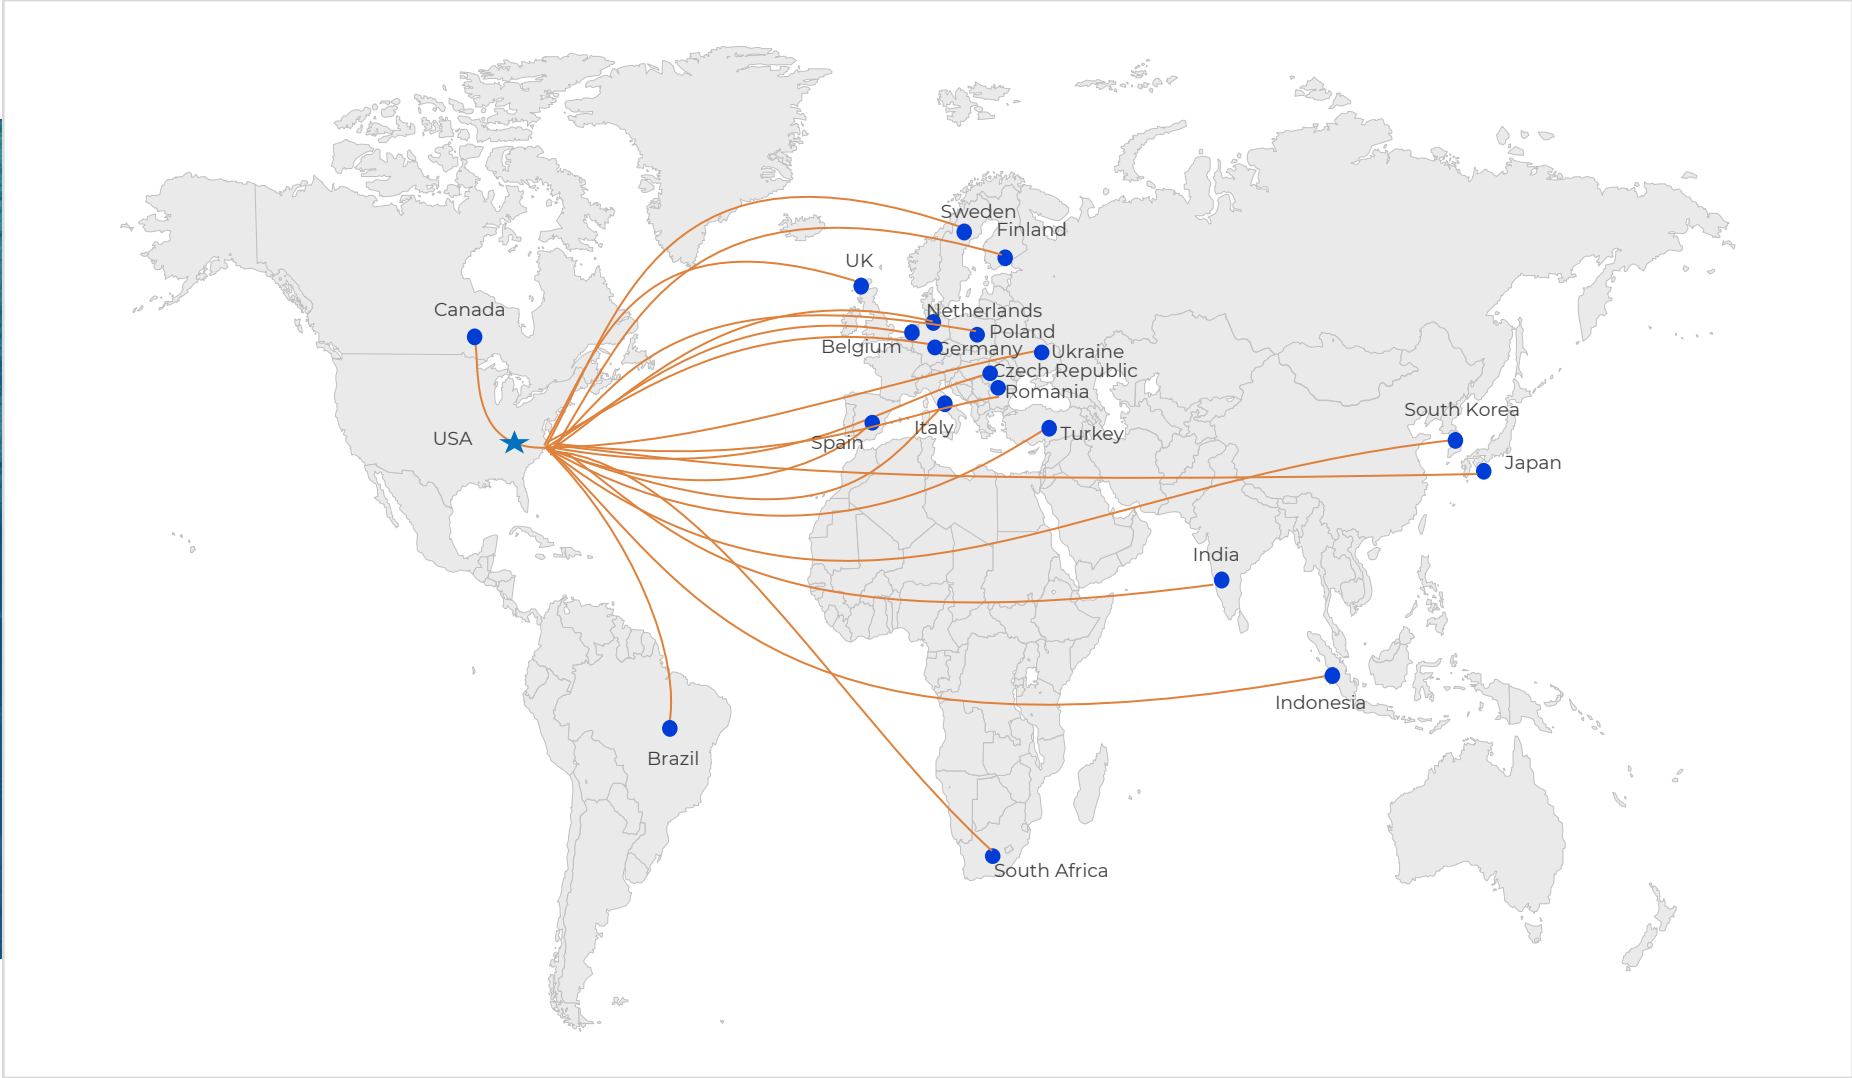 Sweden
Finland
UK
Canada
Netherlands
Poland
Belgium
Germany
Ukraine
Czech Republic
Romania
South Korea
Italy
Turkey
USA
Spain
Japan
India
Indonesia
Brazil
South Africa